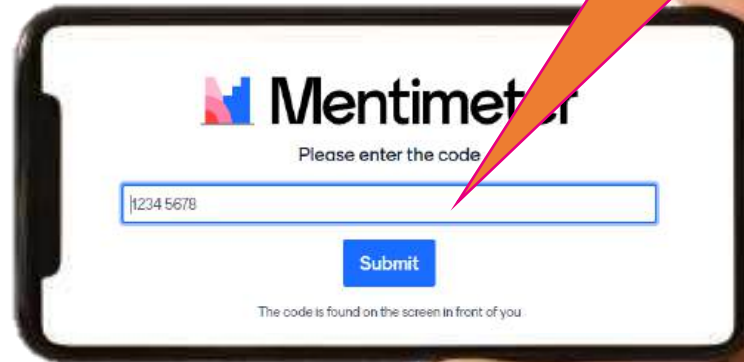 Mentimeter
Please enter the code
1234 5678
Submit
The code is found on the screen in front of you